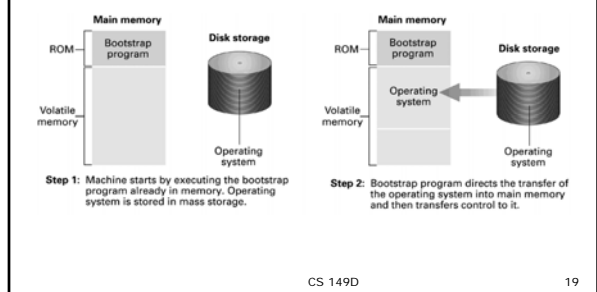 Main memory
ROM
Bootstrap
program
Disk storage
Volatile
memory
Operating
system
Step 1: Machine starts by executing the bootstrap
program already in memory. Operating
system is stored in mass storage.
Main memory
ROM
Bootstrap
program
Disk storage
Operating
system
Volatile
memory
Operating
system
Step 2: Bootstrap program directs the transfer of
the operating system into main memory
and then transfers control to it.
CS 149D
19